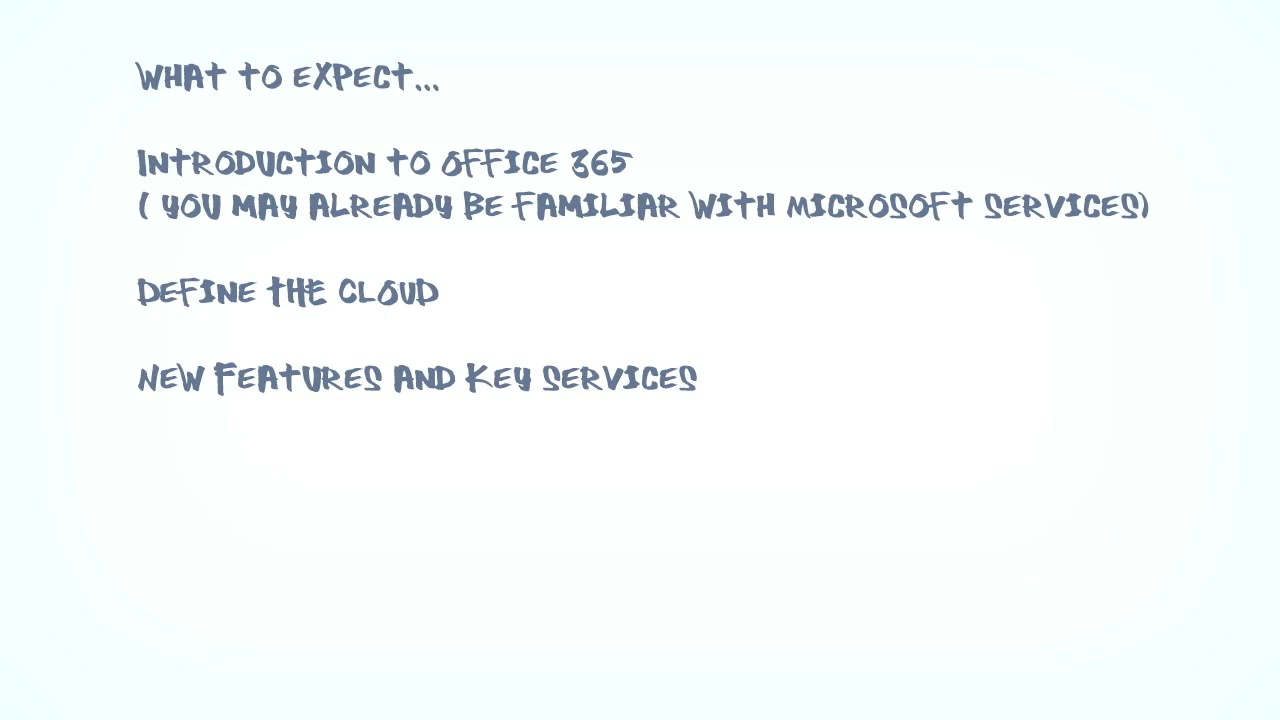 What to expect...
Introduction to Office 365
( you may already be familiar with Microsoft services)
Define the cloud
New Features and Key services